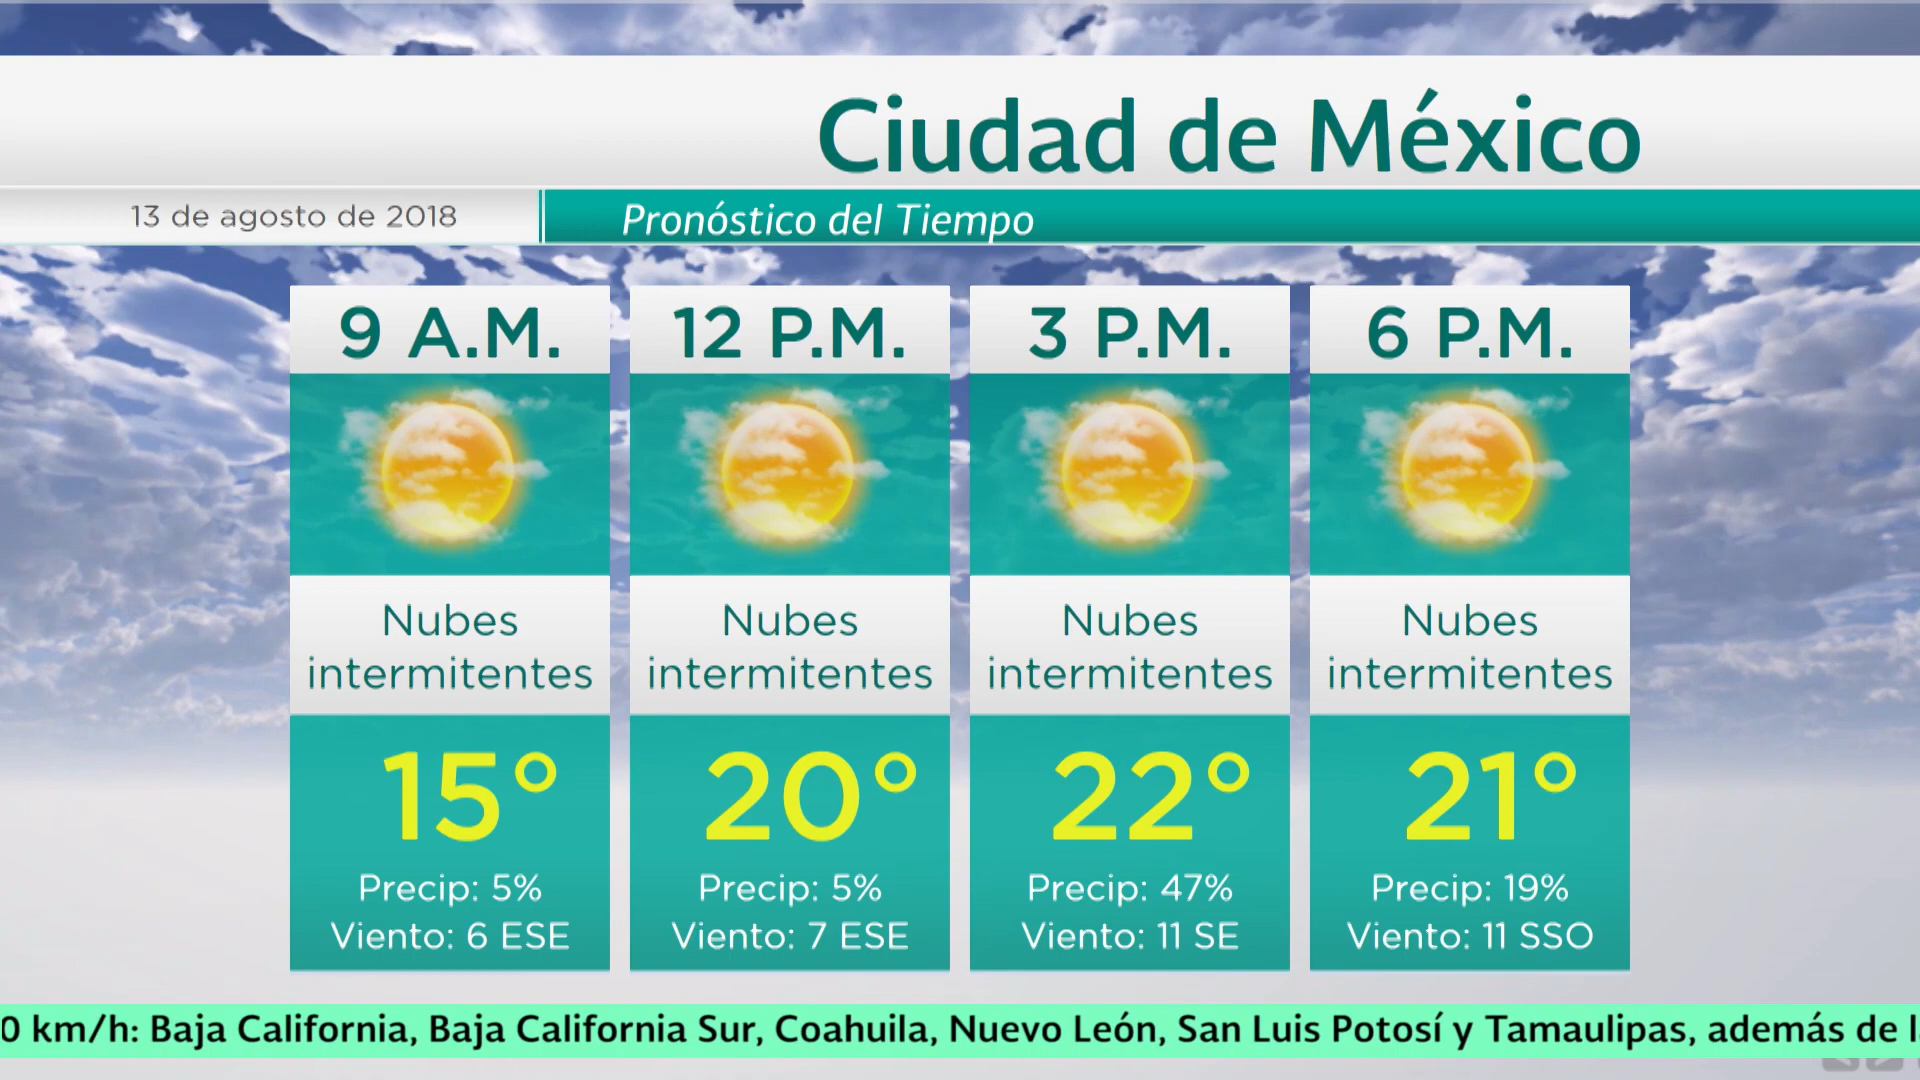 Ciudad de México
13 de agosto de 2018
Pronóstico del Tiempo
9 A.M.
Nubes
intermitentes
15°
Precip: 5%
Viento: 6 ESE
12 P.M.
Nubes
intermitentes
20°
Precip: 5%
Viento: 7 ESE
3 P.M.
Nubes
intermitentes
22°
Precip: 47%
Viento: 11 SE
6 P.M.
Nubes
intermitentes
21°
Precip: 19%
Viento: 11 SSO
0 km/h: Baja California, Baja California Sur, Coahuila, Nuevo León, San Luis Potosí y Tamaulipas, además de